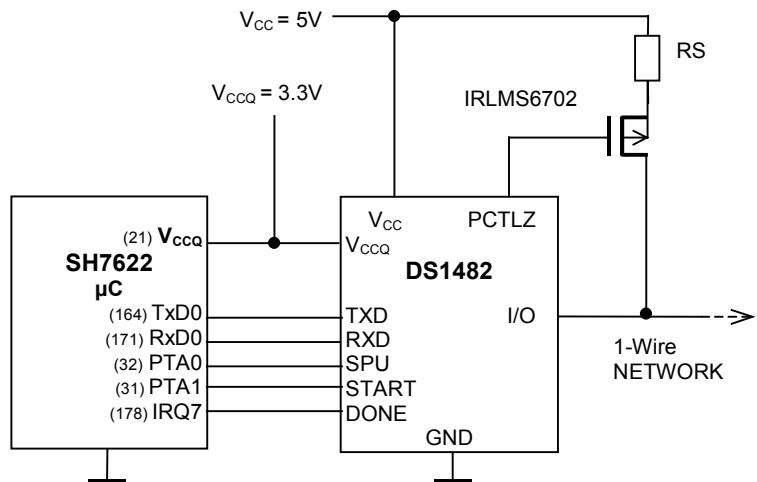 VCC = 5V
RS
VCCQ = 3.3V
IRLMS6702
VCC
PCTLZ
(21) VCCQ
VCCQ
SH7622
µC
DS1482
(164) TxD0
TXD
I/O
(171) RxD0
RXD
(32) PTA0
SPU
(31) PTA1
START
(178) IRQ7
DONE
1-Wire
NETWORK
GND